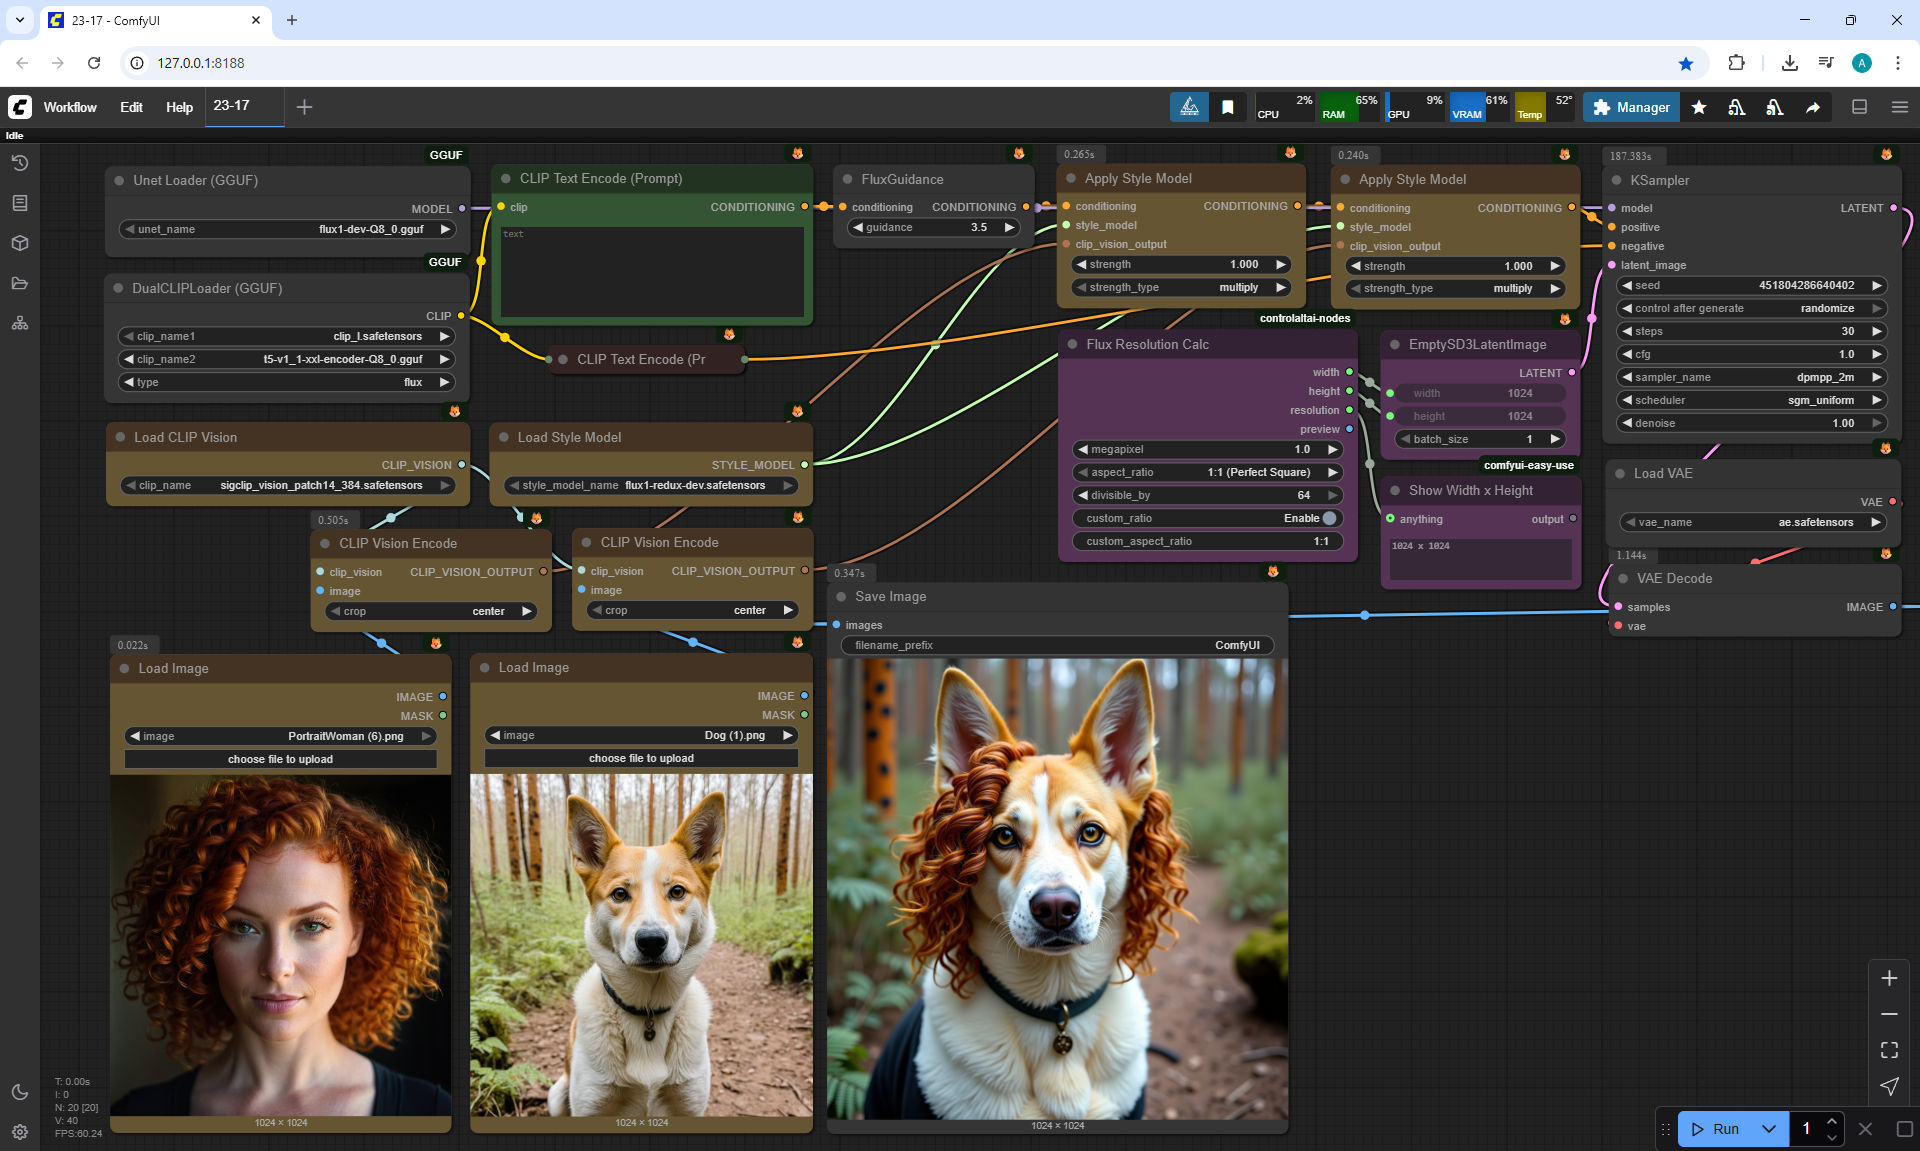 23-17 - ComfyUI
127.0.0.1:8188
A
Workflow
Edit
Help
23-17
CPU 2%
RAM 65%
GPU 9%
VRAM 61%
Temp 52°
Manager
Idle
GGUF
Unet Loader (GGUF)
MODEL
unet_name flux1-dev-Q8_0.gguf
GGUF
DualCLIPLoader (GGUF)
CLIP
clip_name1 clip_l.safetensors
clip_name2 t5-v1_1-xxl-encoder-Q8_0.gguf
type flux
CLIP Text Encode (Prompt)
clip CONDITIONING
text
CLIP Text Encode (Pr
FluxGuidance
conditioning CONDITIONING
guidance 3.5
0.265s
Apply Style Model
conditioning CONDITIONING
style_model
clip_vision_output
strength 1.000
strength_type multiply
0.240s
Apply Style Model
conditioning CONDITIONING
style_model
clip_vision_output
strength 1.000
strength_type multiply
187.383s
KSampler
model LATENT
positive
negative
latent_image
seed 451804286640402
control after generate randomize
steps 30
cfg 1.0
sampler_name dpmpp_2m
scheduler sgm_uniform
denoise 1.00
controlaltai-nodes
Flux Resolution Calc
width
height
resolution
preview
megapixel 1.0
aspect_ratio 1:1 (Perfect Square)
divisible_by 64
custom_ratio Enable
custom_aspect_ratio 1:1
EmptySD3LatentImage
LATENT
width 1024
height 1024
batch_size 1
comfyui-easy-use
Show Width x Height
anything output
1024 x 1024
Load VAE
VAE
vae_name ae.safetensors
1.144s
VAE Decode
samples IMAGE
vae
Load CLIP Vision
CLIP_VISION
clip_name sigclip_vision_patch14_384.safetensors
Load Style Model
STYLE_MODEL
style_model_name flux1-redux-dev.safetensors
0.505s
CLIP Vision Encode
clip_vision CLIP_VISION_OUTPUT
image
crop center
CLIP Vision Encode
clip_vision CLIP_VISION_OUTPUT
image
crop center
0.022s
Load Image
IMAGE
MASK
image PortraitWoman (6).png
choose file to upload
1024 × 1024
Load Image
IMAGE
MASK
image Dog (1).png
choose file to upload
1024 × 1024
0.347s
Save Image
images
filename_prefix ComfyUI
1024 × 1024
T: 0.00s
I: 0
N: 20 [20]
V: 40
FPS:60.24
Run
1